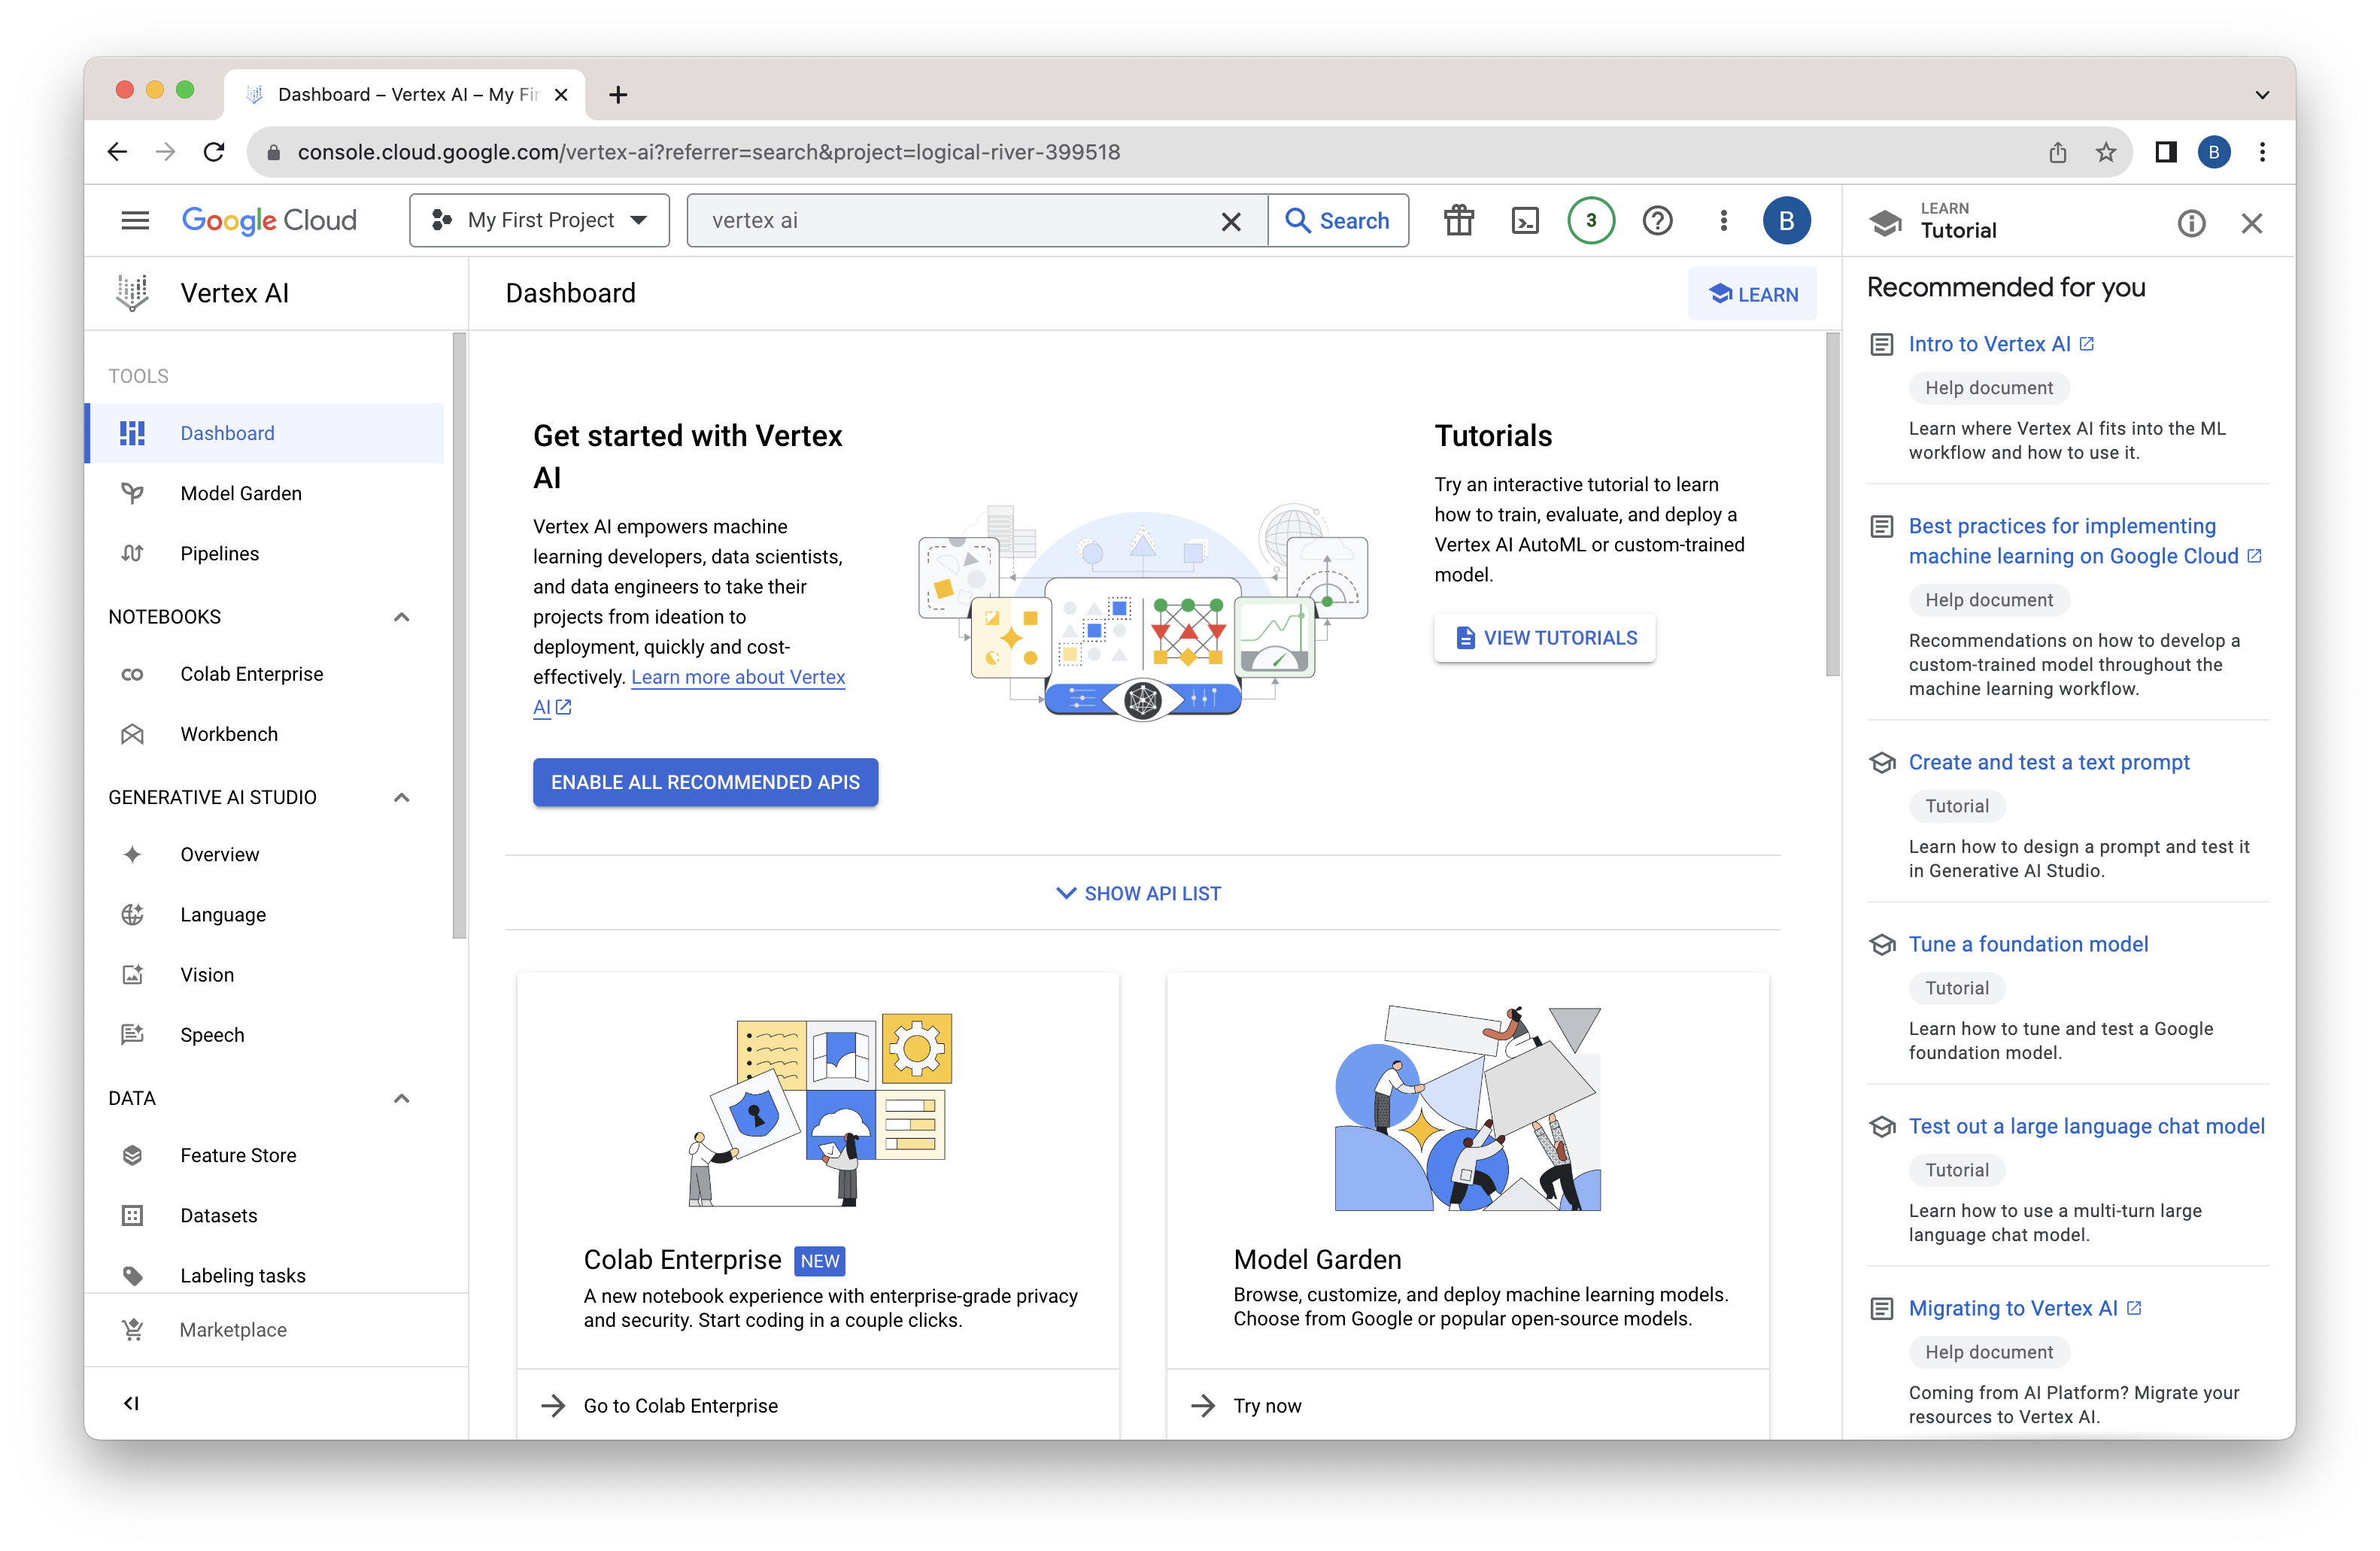 Dashboard – Vertex AI – My Fir
console.cloud.google.com/vertex-ai?referrer=search&project=logical-river-399518
B
Google Cloud
My First Project
vertex ai
Search
3
B
LEARN
Tutorial
Vertex AI
Dashboard
LEARN
TOOLS
Dashboard
Model Garden
Pipelines
NOTEBOOKS
Colab Enterprise
Workbench
GENERATIVE AI STUDIO
Overview
Language
Vision
Speech
DATA
Feature Store
Datasets
Labeling tasks
Marketplace
Get started with Vertex
AI
Vertex AI empowers machine
learning developers, data scientists,
and data engineers to take their
projects from ideation to
deployment, quickly and cost-
effectively. Learn more about Vertex
AI
ENABLE ALL RECOMMENDED APIS
Tutorials
Try an interactive tutorial to learn
how to train, evaluate, and deploy a
Vertex AI AutoML or custom-trained
model.
VIEW TUTORIALS
SHOW API LIST
Colab Enterprise NEW
A new notebook experience with enterprise-grade privacy
and security. Start coding in a couple clicks.
Go to Colab Enterprise
Model Garden
Browse, customize, and deploy machine learning models.
Choose from Google or popular open-source models.
Try now
Recommended for you
Intro to Vertex AI
Help document
Learn where Vertex AI fits into the ML
workflow and how to use it.
Best practices for implementing
machine learning on Google Cloud
Help document
Recommendations on how to develop a
custom-trained model throughout the
machine learning workflow.
Create and test a text prompt
Tutorial
Learn how to design a prompt and test it
in Generative AI Studio.
Tune a foundation model
Tutorial
Learn how to tune and test a Google
foundation model.
Test out a large language chat model
Tutorial
Learn how to use a multi-turn large
language chat model.
Migrating to Vertex AI
Help document
Coming from AI Platform? Migrate your
resources to Vertex AI.